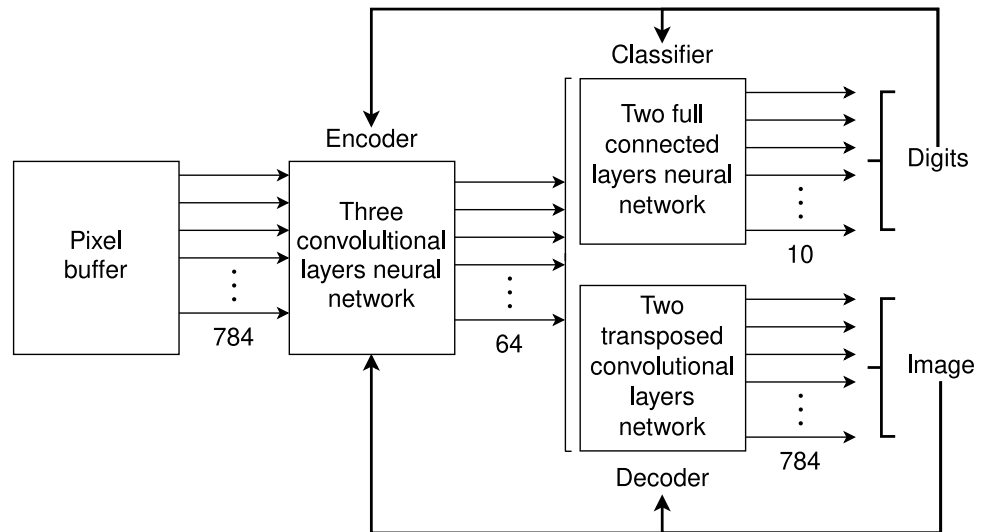 Pixel
buffer
784
Encoder
Three
convolultional
layers neural
network
64
Classifier
Two full
connected
layers neural
network
10
Digits
Two
transposed
convolutional
layers
network
Decoder
784
Image